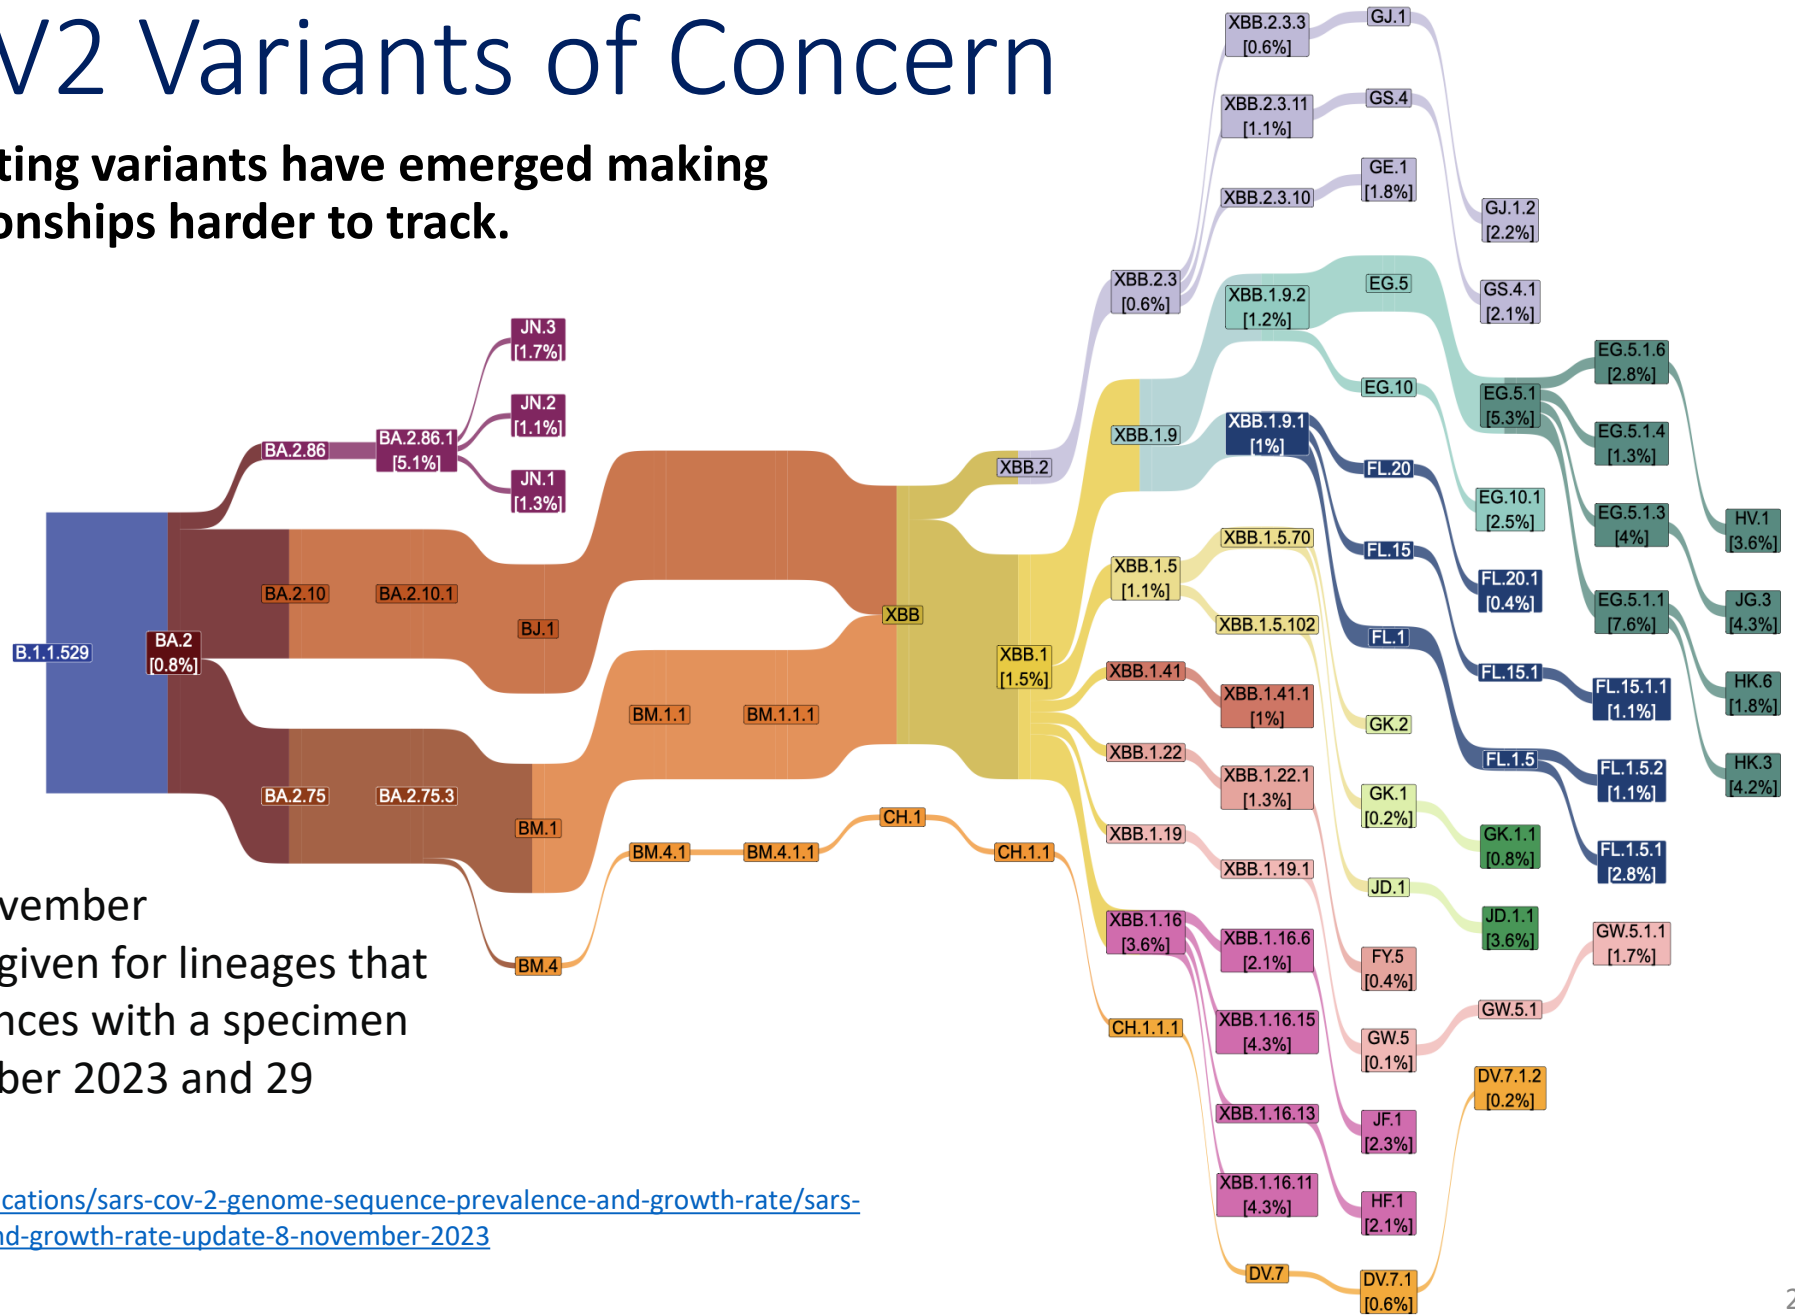 V2 Variants of Concern
ting variants have emerged making
onships harder to track.
B.1.1.529
BA.2
[0.8%]
BA.2.86
BA.2.86.1
[5.1%]
JN.3
[1.7%]
JN.2
[1.1%]
JN.1
[1.3%]
BA.2.10
BA.2.10.1
BJ.1
BA.2.75
BA.2.75.3
BM.1
BM.4
BM.1.1
BM.1.1.1
BM.4.1
BM.4.1.1
XBB
CH.1
XBB.2
XBB.1
[1.5%]
CH.1.1
XBB.2.3
[0.6%]
XBB.1.9
XBB.1.5
[1.1%]
XBB.1.41
XBB.1.22
XBB.1.19
XBB.1.16
[3.6%]
CH.1.1.1
XBB.2.3.3
[0.6%]
XBB.2.3.11
[1.1%]
XBB.2.3.10
XBB.1.9.2
[1.2%]
XBB.1.9.1
[1%]
XBB.1.5.70
XBB.1.5.102
XBB.1.41.1
[1%]
XBB.1.22.1
[1.3%]
XBB.1.19.1
XBB.1.16.6
[2.1%]
XBB.1.16.15
[4.3%]
XBB.1.16.13
XBB.1.16.11
[4.3%]
DV.7
GJ.1
GS.4
GE.1
[1.8%]
EG.5
EG.10
FL.20
FL.15
FL.1
GK.2
GK.1
[0.2%]
JD.1
FY.5
[0.4%]
GW.5
[0.1%]
JF.1
[2.3%]
HF.1
[2.1%]
DV.7.1
[0.6%]
GJ.1.2
[2.2%]
GS.4.1
[2.1%]
EG.5.1
[5.3%]
EG.10.1
[2.5%]
FL.20.1
[0.4%]
FL.15.1
FL.1.5
GK.1.1
[0.8%]
JD.1.1
[3.6%]
GW.5.1
DV.7.1.2
[0.2%]
EG.5.1.6
[2.8%]
EG.5.1.4
[1.3%]
EG.5.1.3
[4%]
EG.5.1.1
[7.6%]
FL.15.1.1
[1.1%]
FL.1.5.2
[1.1%]
FL.1.5.1
[2.8%]
GW.5.1.1
[1.7%]
HV.1
[3.6%]
JG.3
[4.3%]
HK.6
[1.8%]
HK.3
[4.2%]
vember
given for lineages that
nces with a specimen
ber 2023 and 29
cations/sars-cov-2-genome-sequence-prevalence-and-growth-rate/sars-
nd-growth-rate-update-8-november-2023
2